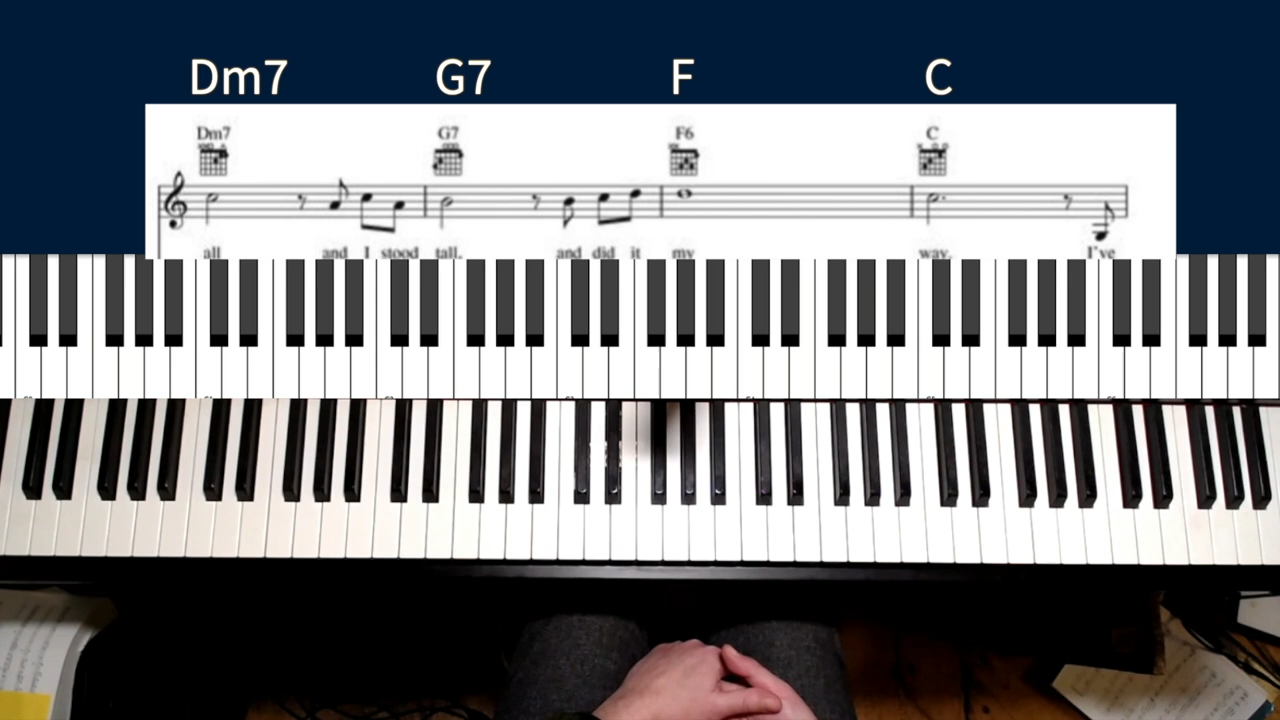 Dm7 G7 F C
Dm7 G7 F6 C
all and I stood tall, and did it my way. I've